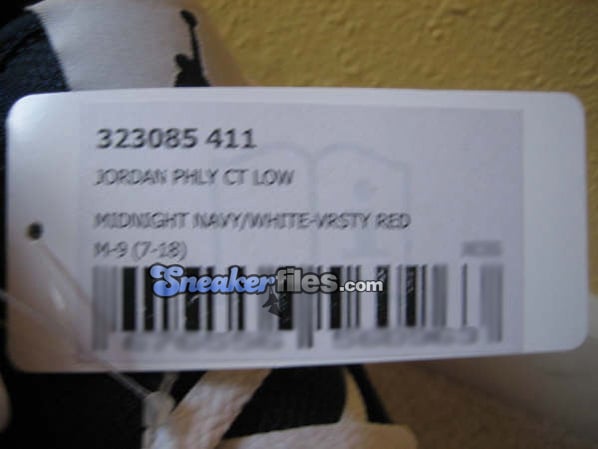 323085 411
JORDAN PHLY CT LOW
MIDNIGHT NAVY/WHITE-VRSTY RED
M-9 (7-18)
Sneakerfiles.com